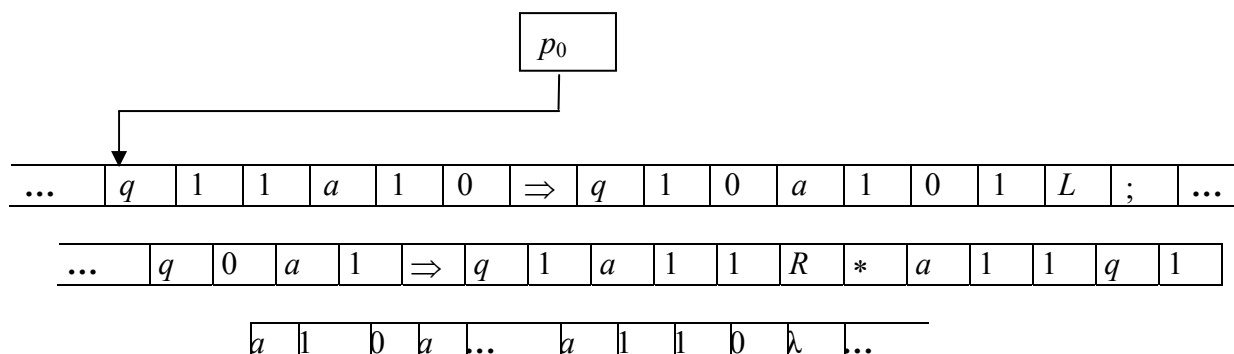 p₀
... q 1 1 a 1 0 ⇒ q 1 0 a 1 0 1 L ; ...
... q 0 a 1 ⇒ q 1 a 1 1 R * a 1 1 q 1
a 1 0 a ... a 1 1 0 λ ...